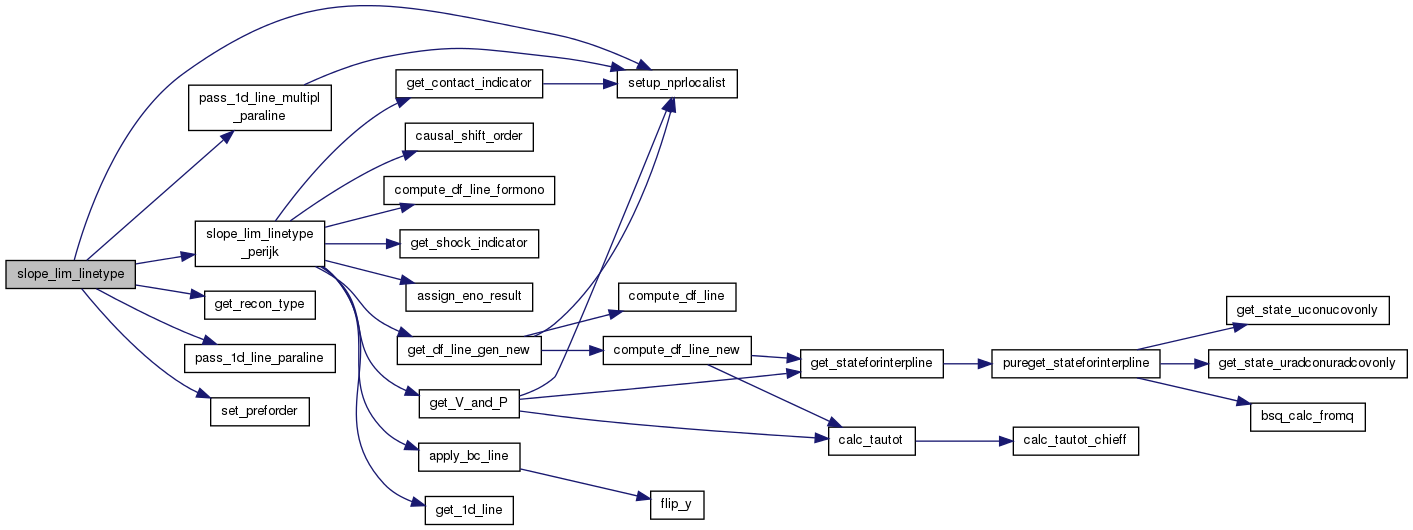 slope_lim_linetype
pass_1d_line_multipl
_paraline
slope_lim_linetype
_perijk
get_recon_type
pass_1d_line_paraline
set_preforder
get_contact_indicator
causal_shift_order
compute_df_line_formono
get_shock_indicator
assign_eno_result
get_df_line_gen_new
get_V_and_P
apply_bc_line
get_1d_line
setup_nprlocalist
compute_df_line
compute_df_line_new
flip_y
get_stateforinterpline
calc_tautot
pureget_stateforinterpline
calc_tautot_chieff
get_state_uconucovonly
get_state_uradconuradcovonly
bsq_calc_fromq